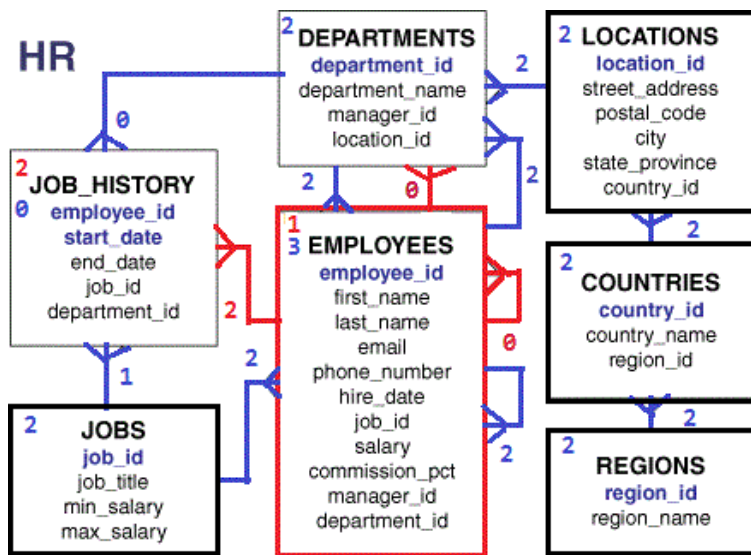 HR
2
DEPARTMENTS
department_id
department_name
manager_id
location_id
2
2
LOCATIONS
location_id
street_address
postal_code
city
state_province
country_id
0
2
0
2
2
2
JOB_HISTORY
0
employee_id
start_date
end_date
job_id
department_id
2
1
3
EMPLOYEES
employee_id
first_name
last_name
email
phone_number
hire_date
job_id
salary
commission_pct
manager_id
department_id
0
2
2
COUNTRIES
country_id
country_name
region_id
1
2
2
2
JOBS
job_id
job_title
min_salary
max_salary
2
REGIONS
region_id
region_name